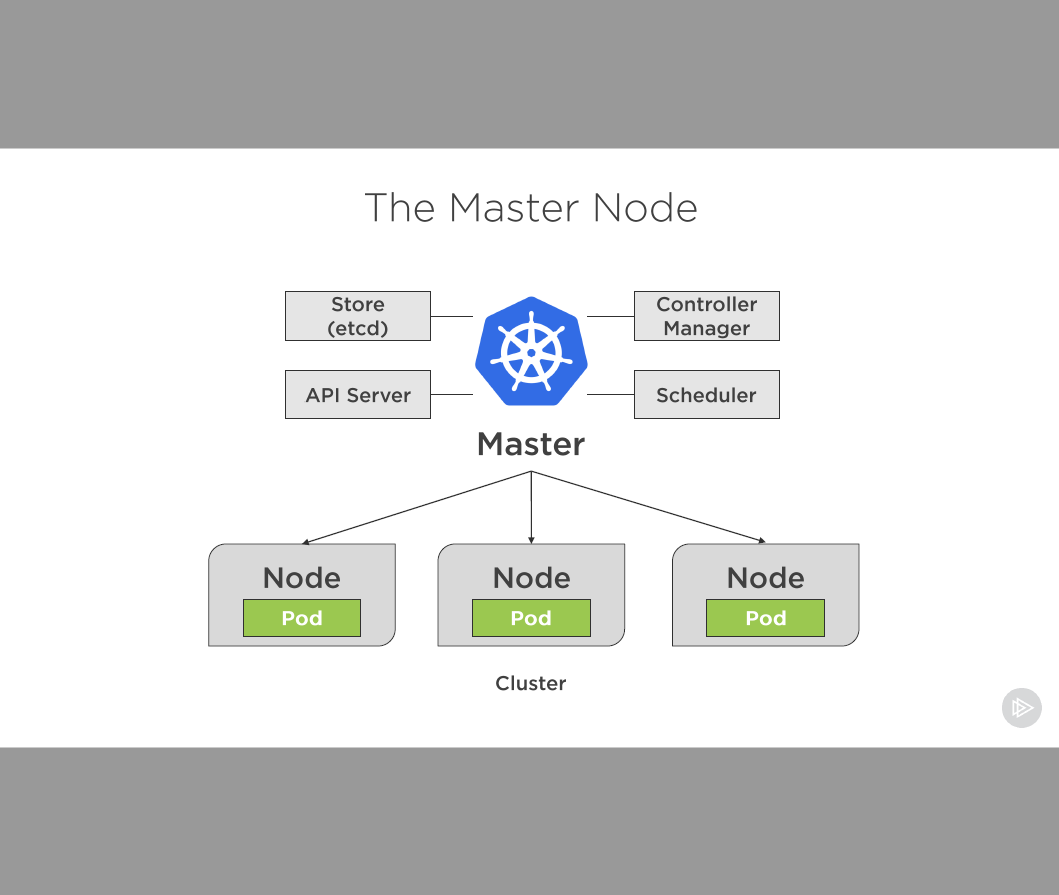 The Master Node
Store
(etcd)
Controller
Manager
API Server
Scheduler
Master
Node
Pod
Node
Pod
Node
Pod
Cluster